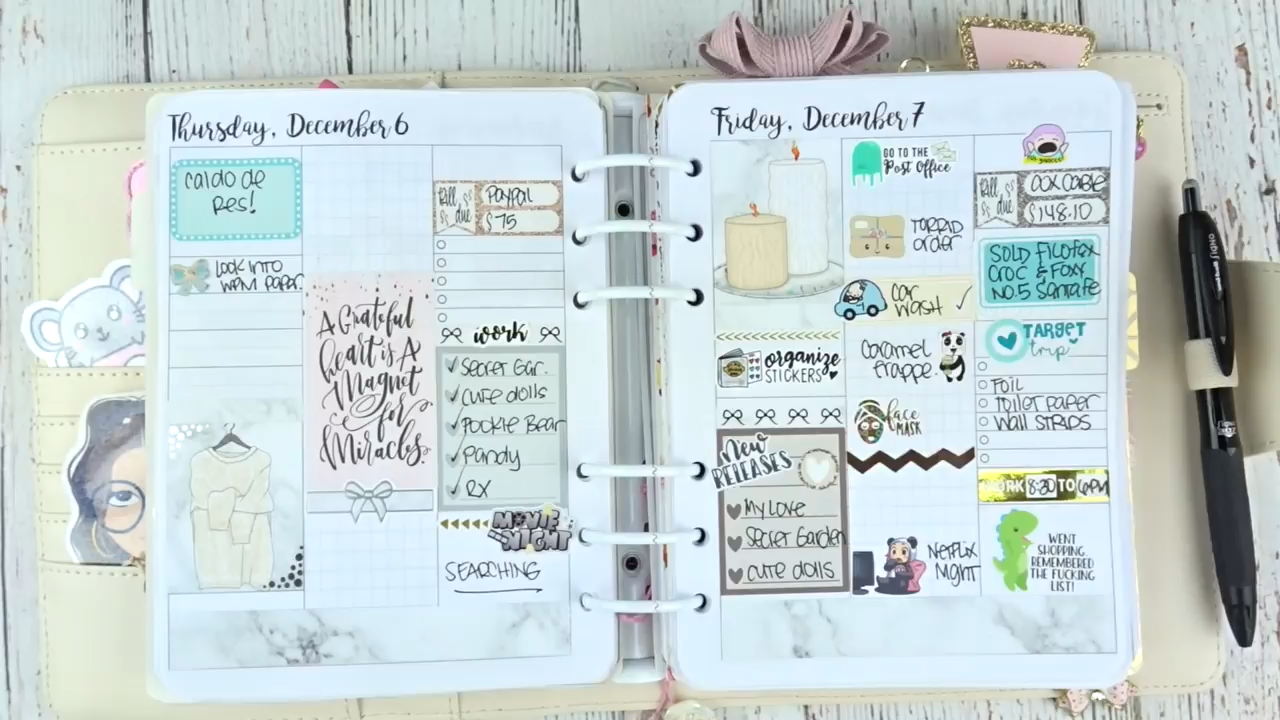 Thursday, December 6
Caldo de
Res!
LOOK INTO
WRM PAPER
A Grateful
heart is A
Magnet
for
Miracles.
Bill
due
PayPal
$75
work
Secret Gar.
cute dolls
Pookie Bear
Pandy
RX
MOVIE
NIGHT
SEARCHING
Friday, December 7
organize
STICKERS
New
RELEASES
My Love
Secret Garden
cute dolls
GO TO THE
Post Office
TORRID
order
Car
Wash ✓
Caramel
frappe
face
MASK
Netflix
Night
Bill
due
COX Cable
$148.10
SOLD FILOFAX
Croc & Foxy
No.5 Santa Fe
TARGET
trip
Foil
Toilet paper
Wall Strips
WORK 8:30 TO 6PM
WENT
SHOPPING.
REMEMBERED
THE FUCKING
LIST!